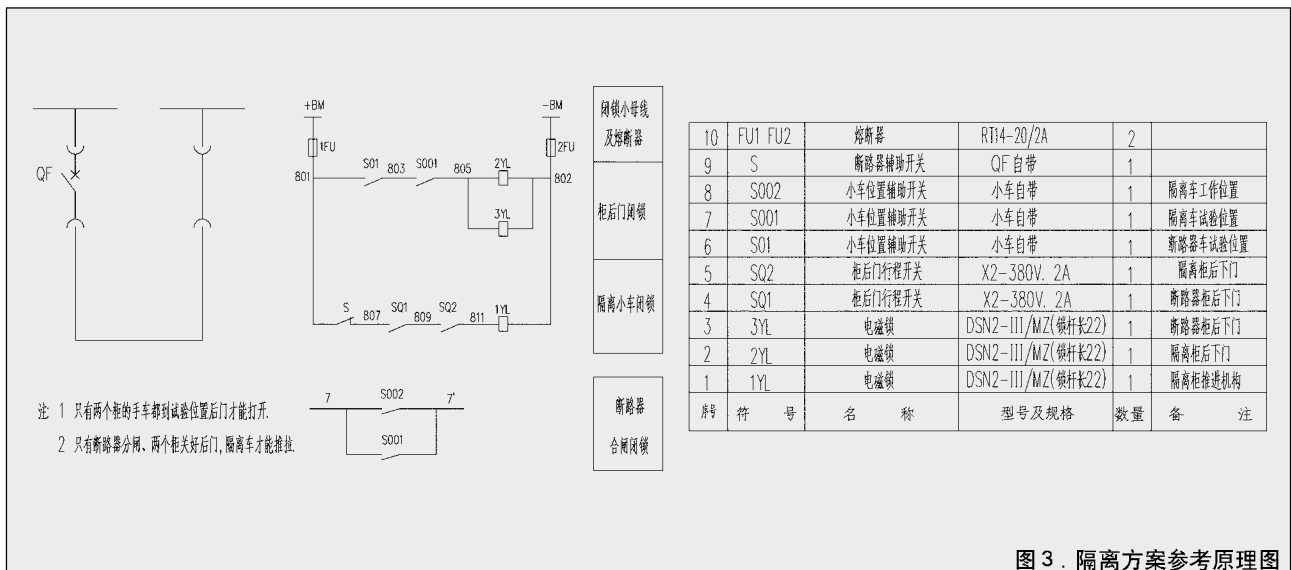 QF
+BM
-BM
1FU
2FU
801
S01
803
S001
805
2YL
802
3YL
S
807
SQ1
809
SQ2
811
1YL
7
S002
7'
S001
闭锁小母线
及熔断器
柜后门闭锁
隔离小车闭锁
断路器
合闸闭锁
注: 1 只有两个柜的手车都到试验位置后门才能打开.
2 只有断路器分闸、两个柜关好后门,隔离车才能推拉.
10 FU1 FU2 熔断器 RT14-20/2A 2
9 S 断路器辅助开关 QF自带 1
8 S002 小车位置辅助开关 小车自带 1 隔离车工作位置
7 S001 小车位置辅助开关 小车自带 1 隔离车试验位置
6 S01 小车位置辅助开关 小车自带 1 断路器车试验位置
5 SQ2 柜后门行程开关 X2-380V. 2A 1 隔离柜后下门
4 SQ1 柜后门行程开关 X2-380V. 2A 1 断路器柜后下门
3 3YL 电磁锁 DSN2-III/MZ(锁杆长22) 1 断路器柜后下门
2 2YL 电磁锁 DSN2-III/MZ(锁杆长22) 1 隔离柜后下门
1 1YL 电磁锁 DSN2-III/MZ(锁杆长22) 1 隔离柜推进机构
序号 符 号 名 称 型号及规格 数量 备 注
图3．隔离方案参考原理图